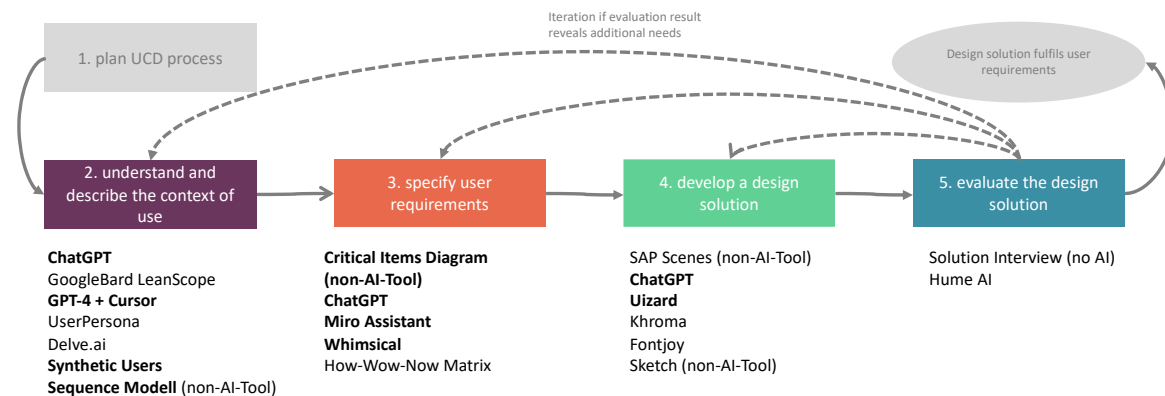 Iteration if evaluation result
reveals additional needs
1. plan UCD process
Design solution fulfils user
requirements
2. understand and
describe the context of
use
3. specify user
requirements
4. develop a design
solution
5. evaluate the design
solution
ChatGPT
GoogleBard LeanScope
GPT-4 + Cursor
UserPersona
Delve.ai
Synthetic Users
Sequence Modell (non-AI-Tool)
Critical Items Diagram
(non-AI-Tool)
ChatGPT
Miro Assistant
Whimsical
How-Wow-Now Matrix
SAP Scenes (non-AI-Tool)
ChatGPT
Uizard
Khroma
Fontjoy
Sketch (non-AI-Tool)
Solution Interview (no AI)
Hume AI